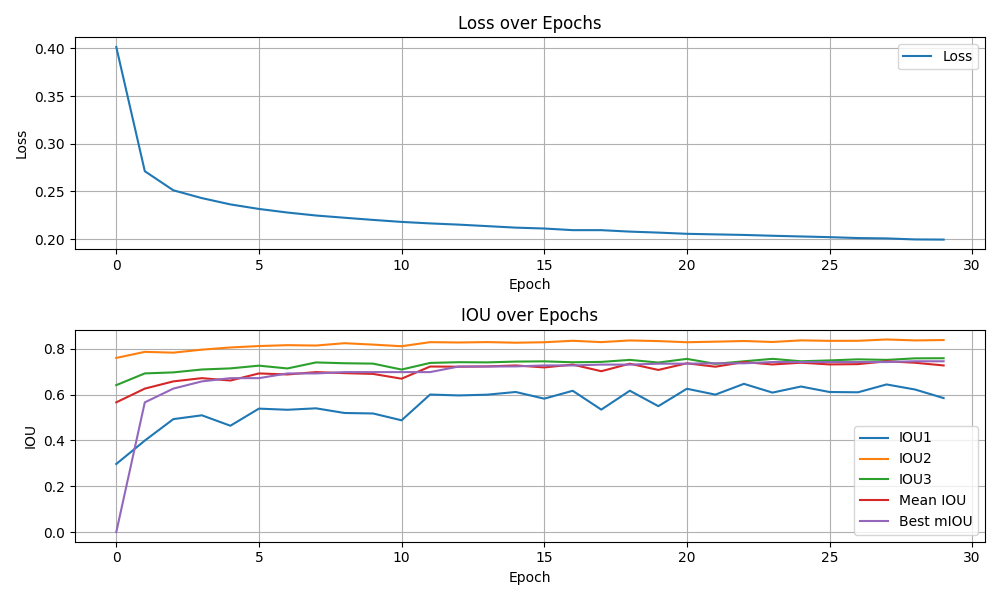 Loss over Epochs
0.40
0.35
0.30
0.25
0.20
Loss
Loss
0 5 10 15 20 25 30
Epoch
IOU over Epochs
0.8
0.6
0.4
0.2
0.0
IOU
IOU1
IOU2
IOU3
Mean IOU
Best mIOU
0 5 10 15 20 25 30
Epoch